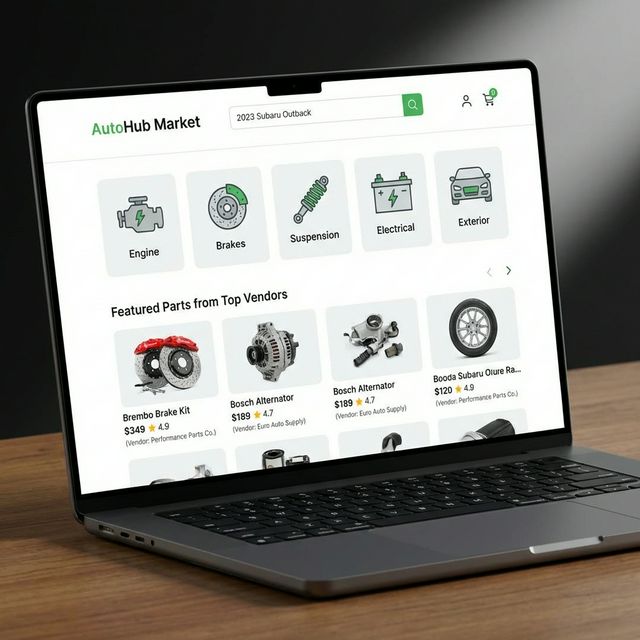 AutoHub Market
2023 Subaru Outback
0
Engine
Brakes
Suspension
Electrical
Exterior
Featured Parts from Top Vendors
Brembo Brake Kit
$349 ★ 4.9
(Vendor: Performance Parts Co.)
Bosch Alternator
$189 ★ 4.7
(Vendor: Euro Auto Supply)
Bosch Alternator
$189 ★ 4.7
(Vendor: Euro Auto Supply)
Booda Subaru Olure Ra...
$120 ★ 4.9
(Vendor: Performance Parts Co.)